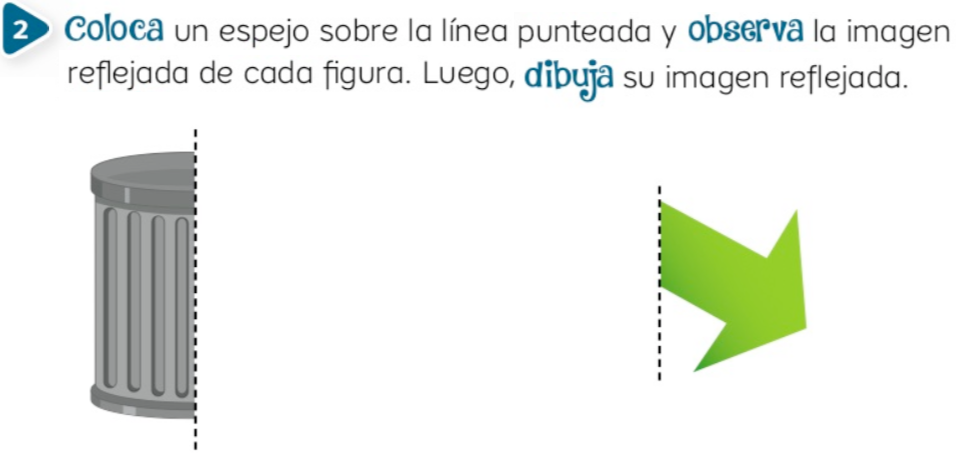 2 Coloca un espejo sobre la línea punteada y observa la imagen
reflejada de cada figura. Luego, dibuja su imagen reflejada.